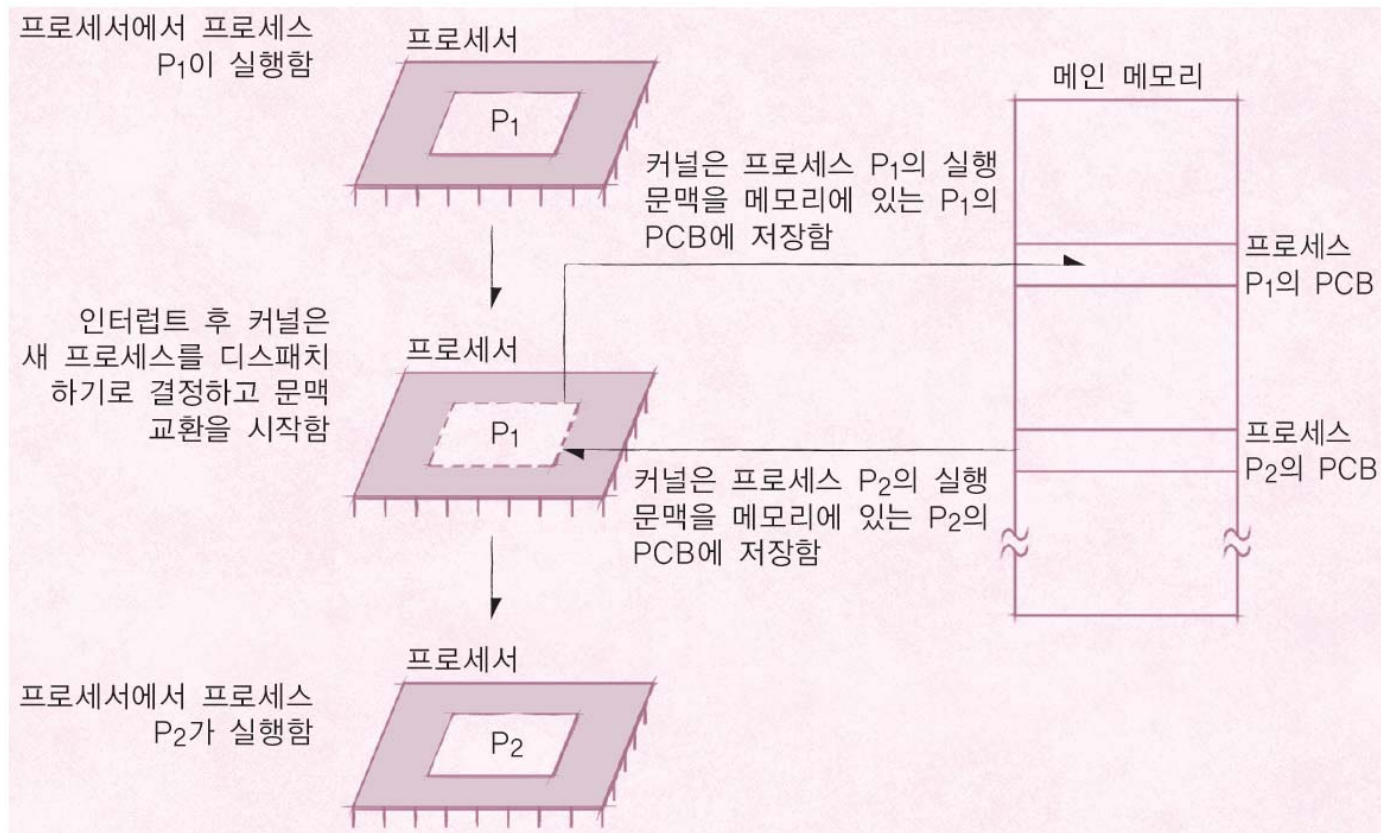 프로세서에서 프로세스
P1이 실행함
프로세서
P1
메인 메모리
커널은 프로세스 P1의 실행
문맥을 메모리에 있는 P1의
PCB에 저장함
프로세스
P1의 PCB
인터럽트 후 커널은
새 프로세스를 디스패치
하기로 결정하고 문맥
교환을 시작함
프로세서
P1
프로세스
P2의 PCB
커널은 프로세스 P2의 실행
문맥을 메모리에 있는 P2의
PCB에 저장함
프로세서에서 프로세스
P2가 실행함
프로세서
P2